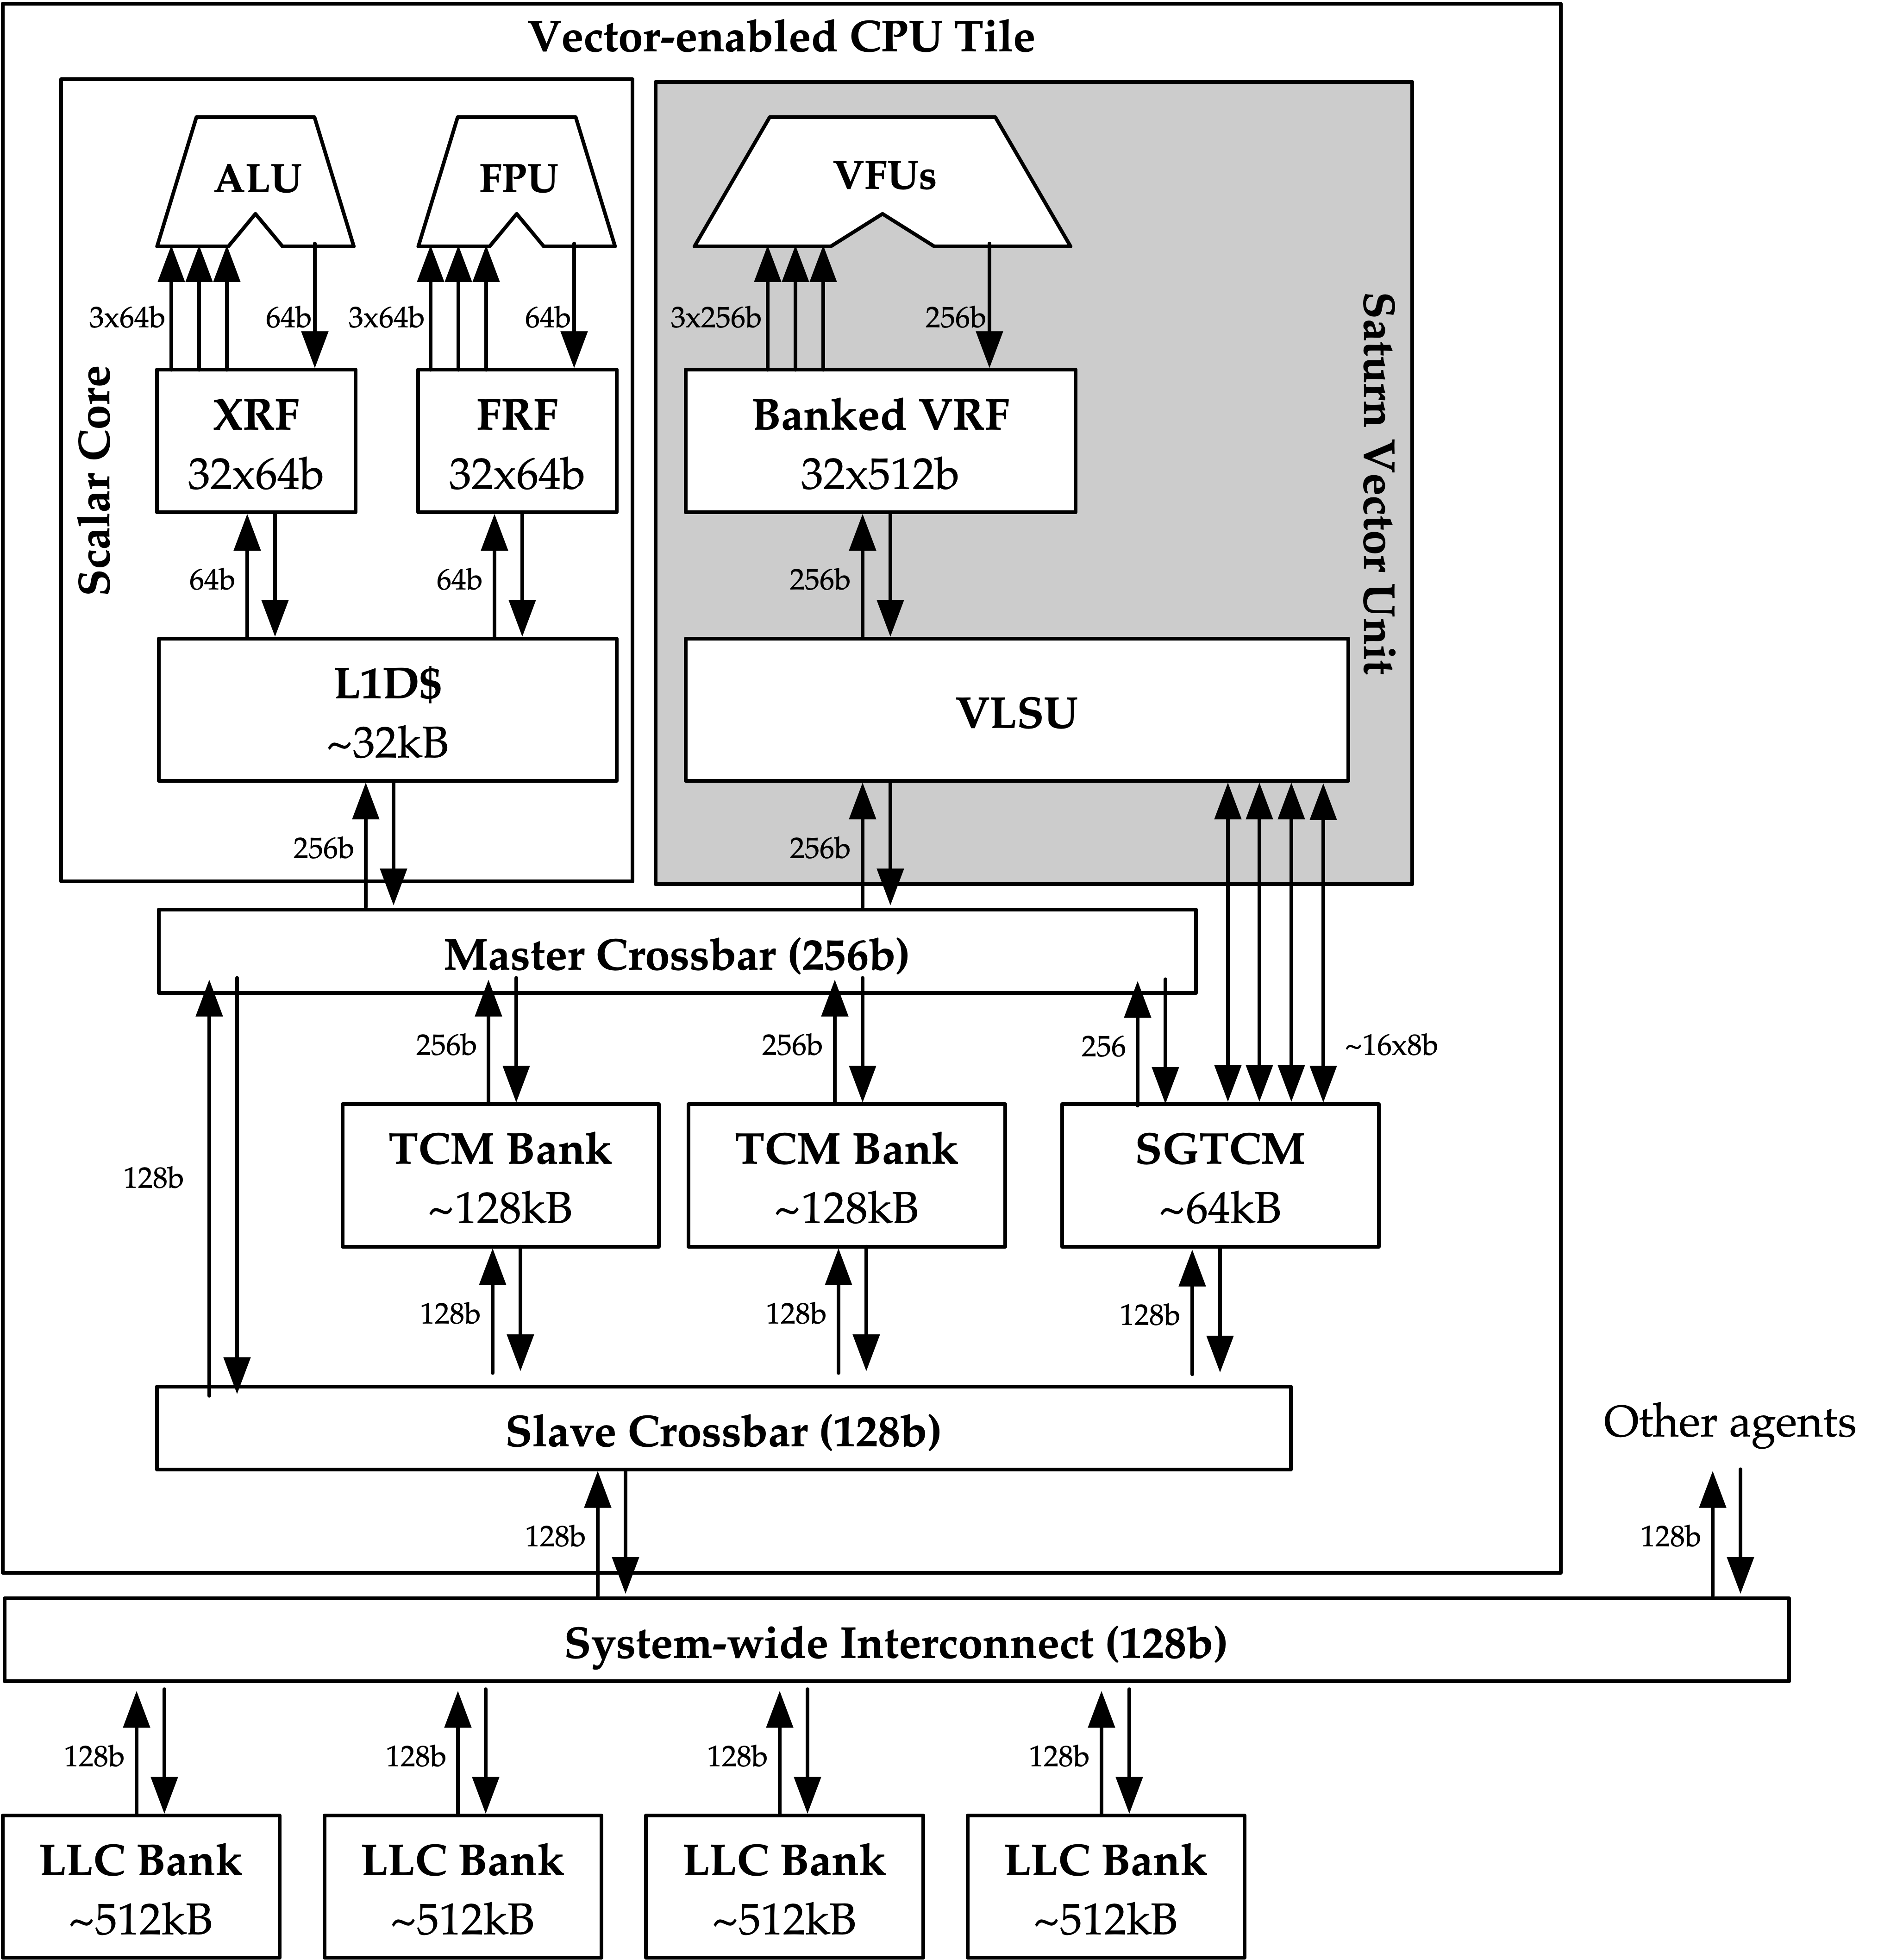 Vector-enabled CPU Tile
ALU
FPU
VFUs
3x64b
64b
3x64b
64b
3x256b
256b
Scalar Core
Saturn Vector Unit
XRF
32x64b
FRF
32x64b
Banked VRF
32x512b
64b
64b
256b
L1D$
~32kB
VLSU
256b
256b
Master Crossbar (256b)
256b
256b
256
~16x8b
128b
TCM Bank
~128kB
TCM Bank
~128kB
SGTCM
~64kB
128b
128b
128b
Slave Crossbar (128b)
Other agents
128b
128b
System-wide Interconnect (128b)
128b
128b
128b
128b
LLC Bank
~512kB
LLC Bank
~512kB
LLC Bank
~512kB
LLC Bank
~512kB